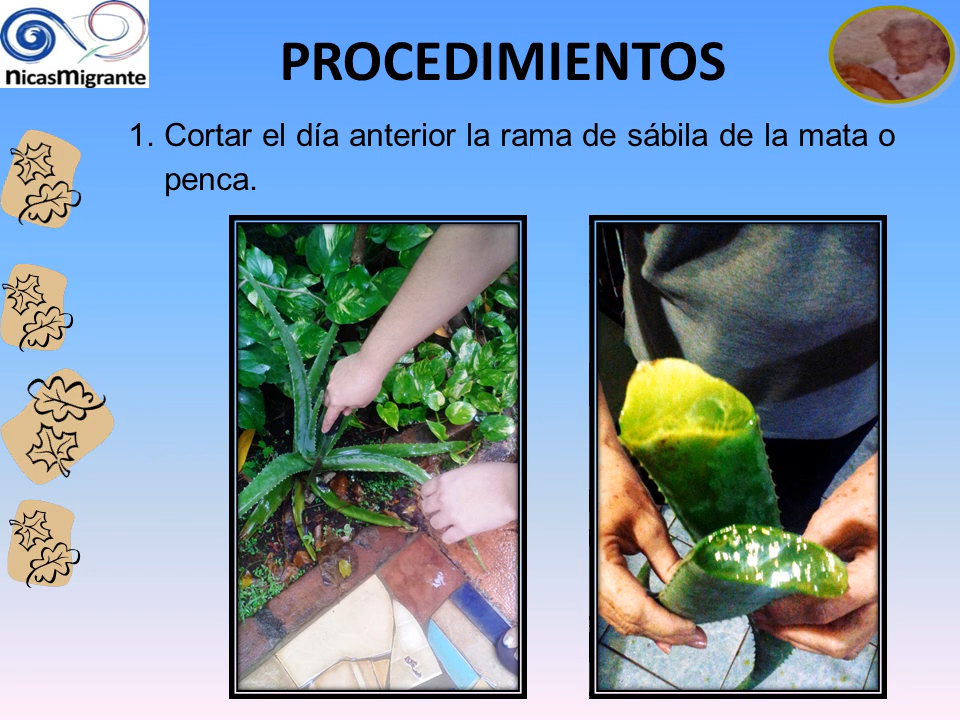 NicasMigrante
PROCEDIMIENTOS
1. Cortar el día anterior la rama de sábila de la mata o
penca.